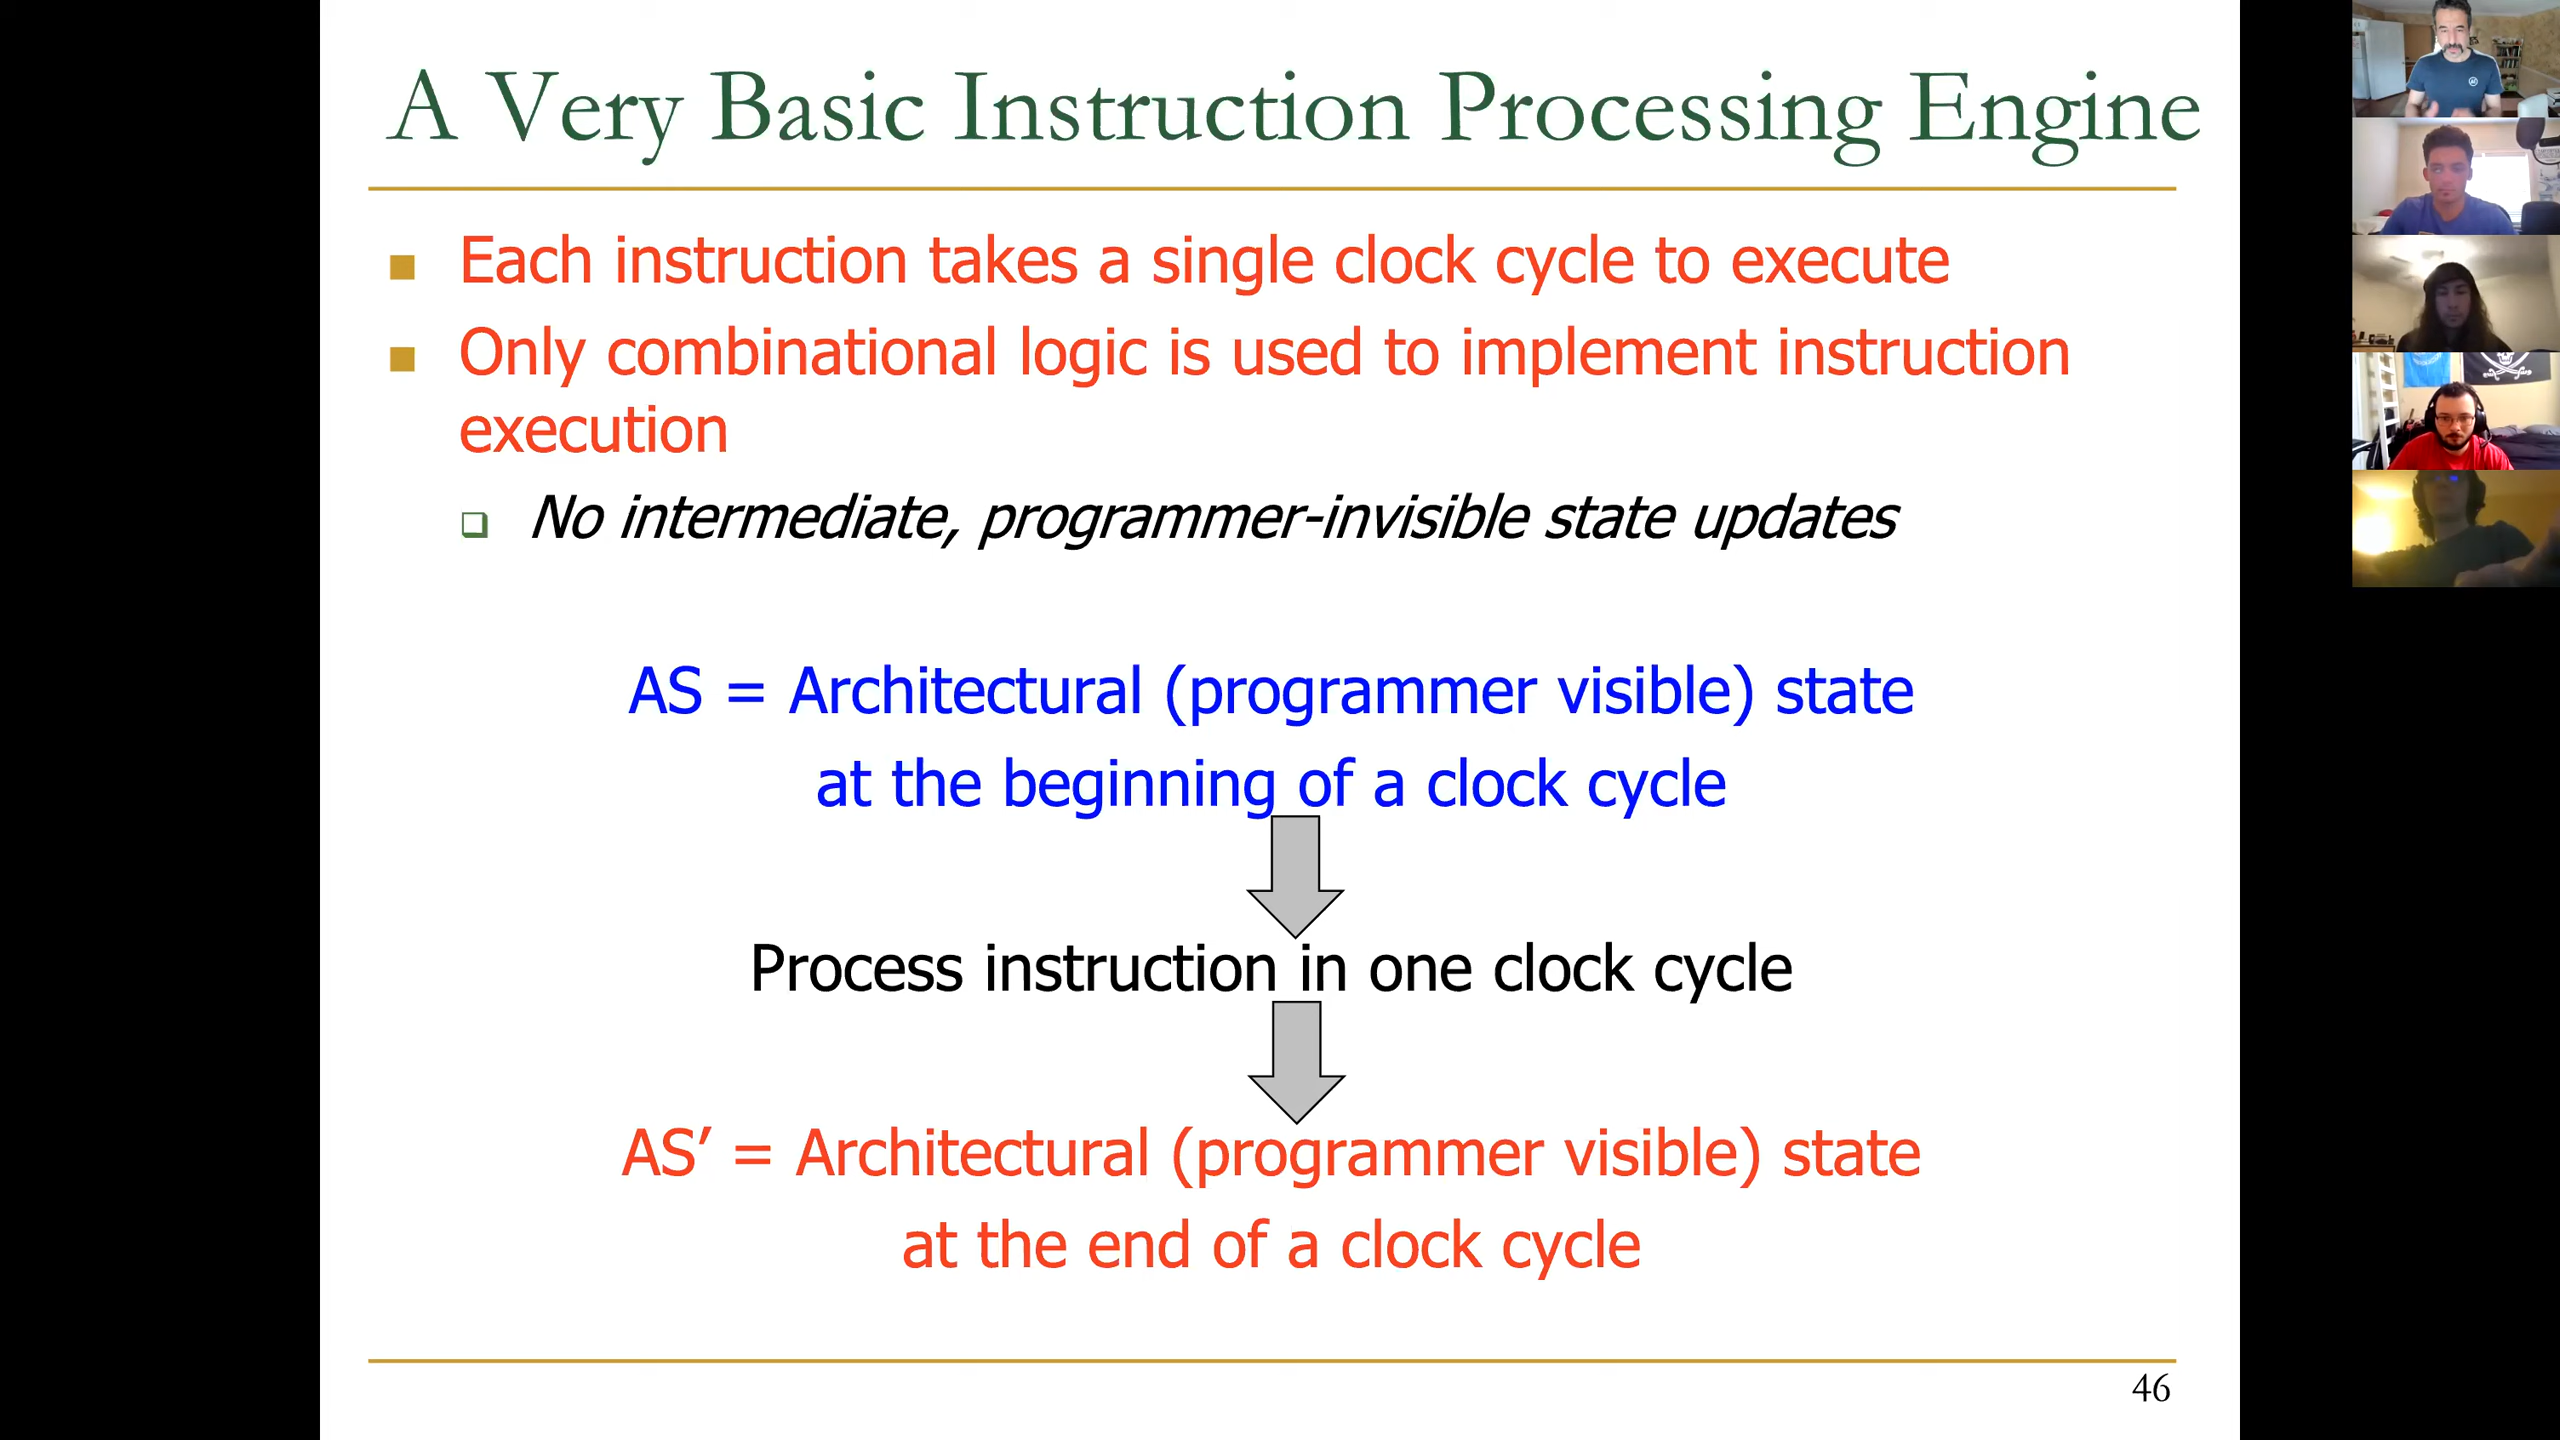 A Very Basic Instruction Processing Engine
Each instruction takes a single clock cycle to execute
Only combinational logic is used to implement instruction
execution
No intermediate, programmer-invisible state updates
AS = Architectural (programmer visible) state
at the beginning of a clock cycle
Process instruction in one clock cycle
AS’ = Architectural (programmer visible) state
at the end of a clock cycle
46